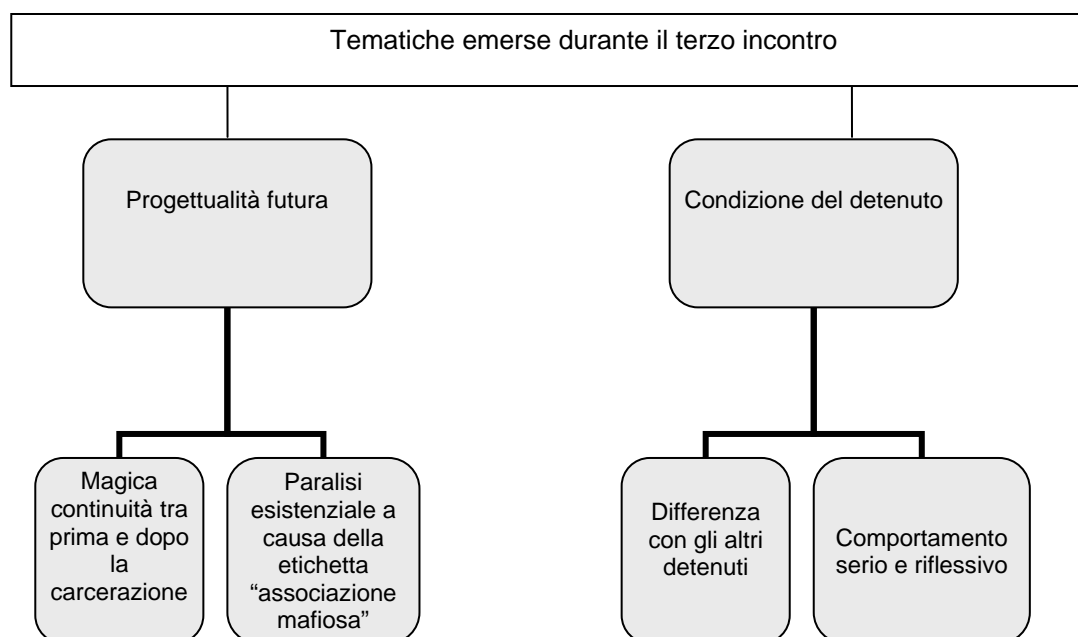 Tematiche emerse durante il terzo incontro
Progettualità futura
Condizione del detenuto
Magica
continuità tra
prima e dopo
la
carcerazione
Paralisi
esistenziale a
causa della
etichetta
“associazione
mafiosa”
Differenza
con gli altri
detenuti
Comportamento
serio e riflessivo